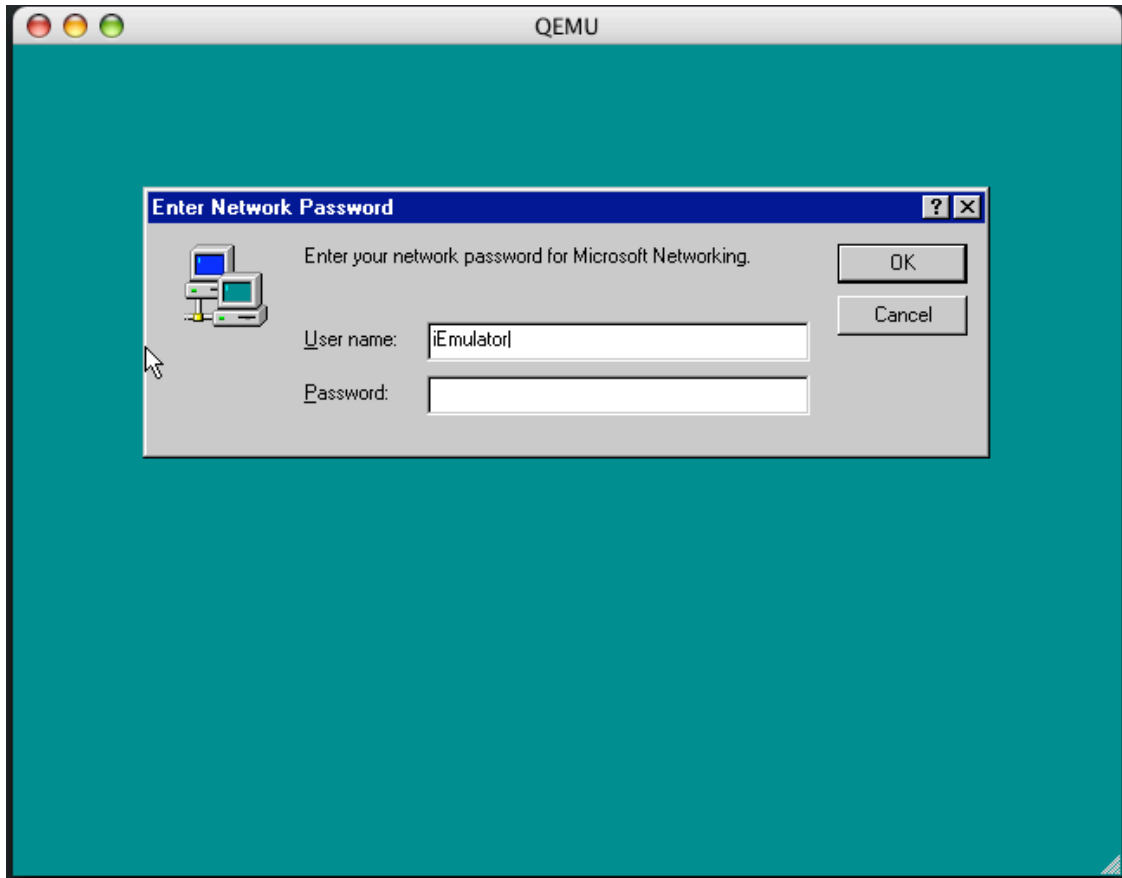 QEMU
Enter Network Password
Enter your network password for Microsoft Networking.
OK
Cancel
User name: iEmulator
Password: